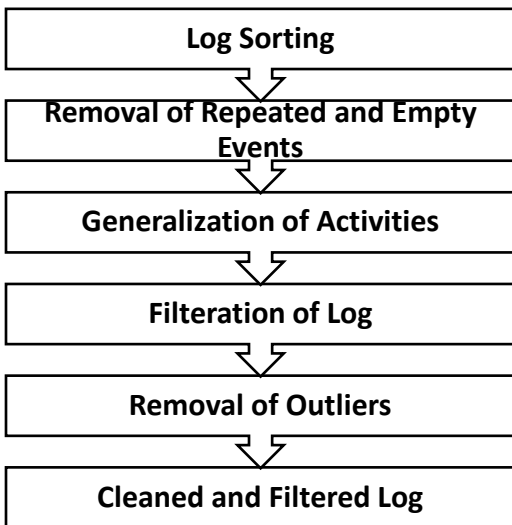 Log Sorting
Removal of Repeated and Empty
Events
Generalization of Activities
Filteration of Log
Removal of Outliers
Cleaned and Filtered Log